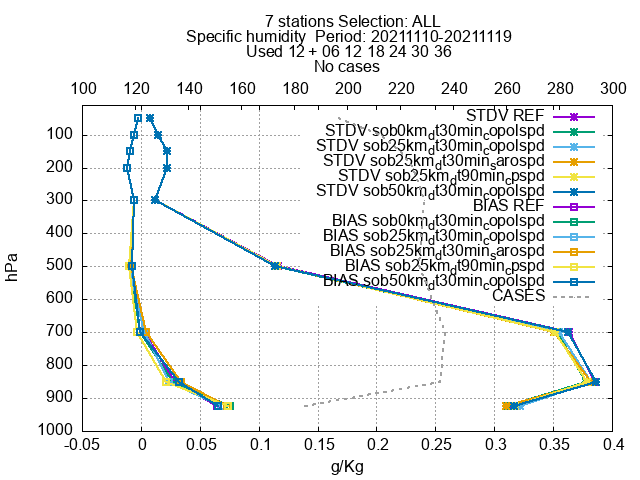 7 stations Selection: ALL
Specific humidity  Period: 20211110-20211119
Used 12 + 06 12 18 24 30 36
No cases
100 120 140 160 180 200 220 240 260 280 300
STDV REF
STDV sob0km_dt30min_copolspd
STDV sob25km_dt30min_copolspd
STDV sob25km_dt30min_sarospd
STDV sob25km_dt90min_cpspd
STDV sob50km_dt30min_copolspd
BIAS REF
BIAS sob0km_dt30min_copolspd
BIAS sob25km_dt30min_copolspd
BIAS sob25km_dt30min_sarospd
BIAS sob25km_dt90min_cpspd
BIAS sob50km_dt30min_copolspd
CASES
hPa
100
200
300
400
500
600
700
800
900
1000
-0.05 0 0.05 0.1 0.15 0.2 0.25 0.3 0.35 0.4
g/Kg